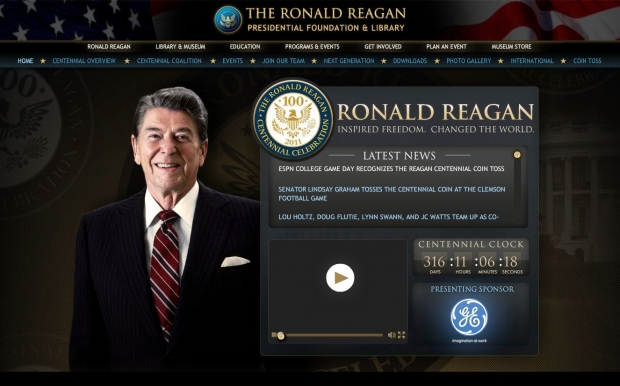 THE RONALD REAGAN
PRESIDENTIAL FOUNDATION & LIBRARY
RONALD REAGAN LIBRARY & MUSEUM EDUCATION PROGRAMS & EVENTS GET INVOLVED PLAN AN EVENT MUSEUM STORE
HOME ★ CENTENNIAL OVERVIEW ★ CENTENNIAL COALITION ★ EVENTS ★ JOIN OUR TEAM ★ NEXT GENERATION ★ DOWNLOADS ★ PHOTO GALLERY ★ INTERNATIONAL ★ COIN TOSS
THE RONALD REAGAN
100
2011
CENTENNIAL CELEBRATION
RONALD REAGAN
INSPIRED FREEDOM. CHANGED THE WORLD.
LATEST NEWS
ESPN COLLEGE GAME DAY RECOGNIZES THE REAGAN CENTENNIAL COIN TOSS
SENATOR LINDSAY GRAHAM TOSSES THE CENTENNIAL COIN AT THE CLEMSON
FOOTBALL GAME
LOU HOLTZ, DOUG FLUTIE, LYNN SWANN, AND JC WATTS TEAM UP AS CO-
CENTENNIAL CLOCK
316 : 11 : 06 : 18
DAYS HOURS MINUTES SECONDS
PRESENTING SPONSOR
GE
imagination at work